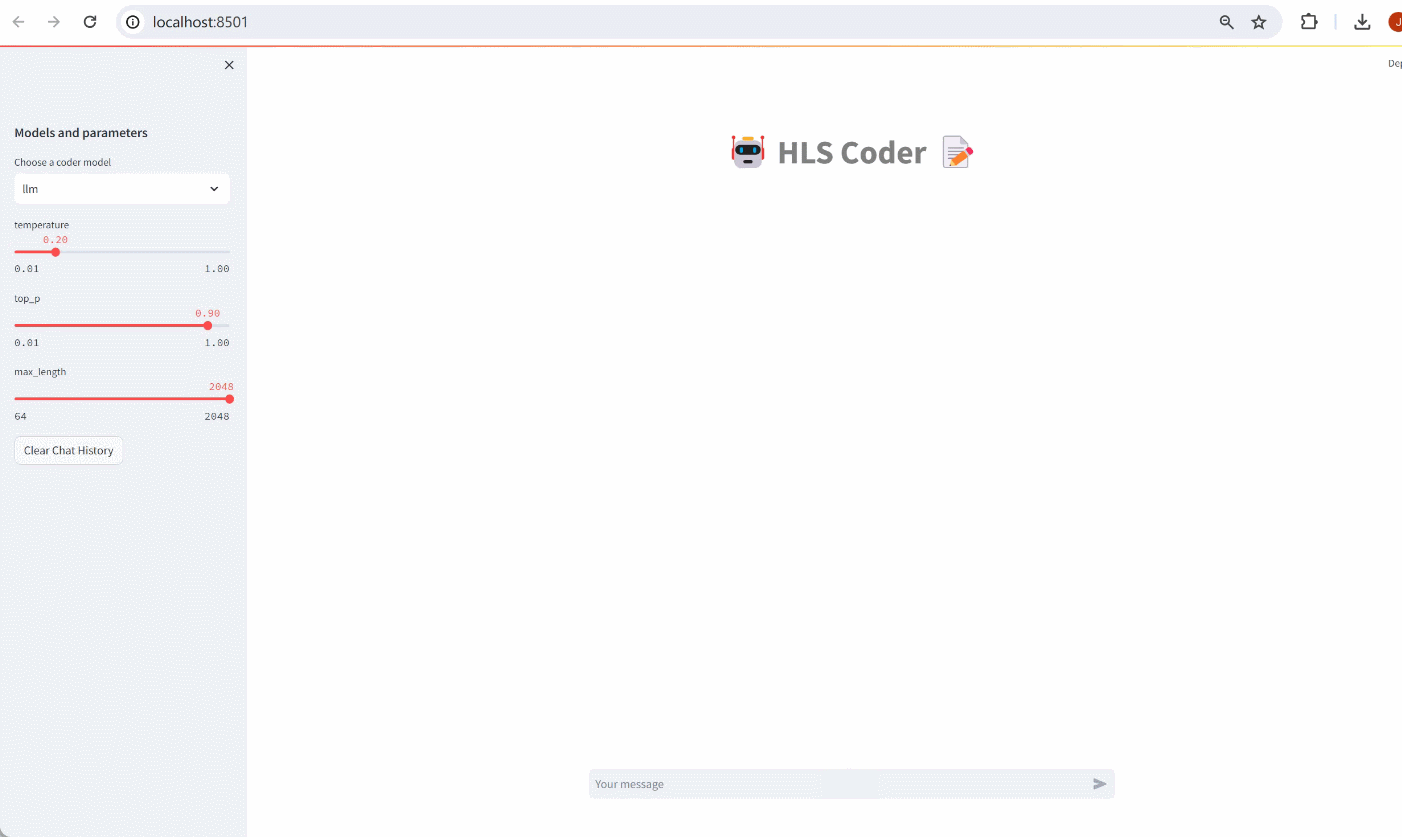 localhost:8501
J
Dep
Models and parameters
Choose a coder model
llm
temperature
0.20
0.01 1.00
top_p
0.90
0.01 1.00
max_length
2048
64 2048
Clear Chat History
HLS Coder
Your message